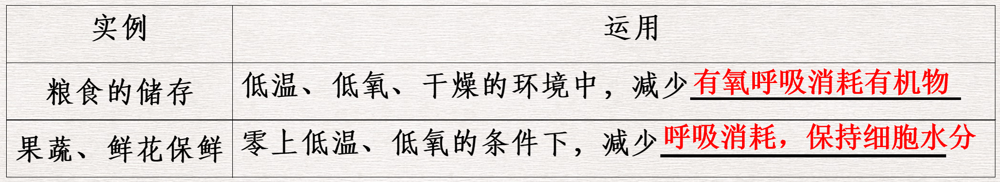 实例 运用
粮食的储存 低温、低氧、干燥的环境中，减少有氧呼吸消耗有机物
果蔬、鲜花保鲜 零上低温、低氧的条件下，减少呼吸消耗，保持细胞水分